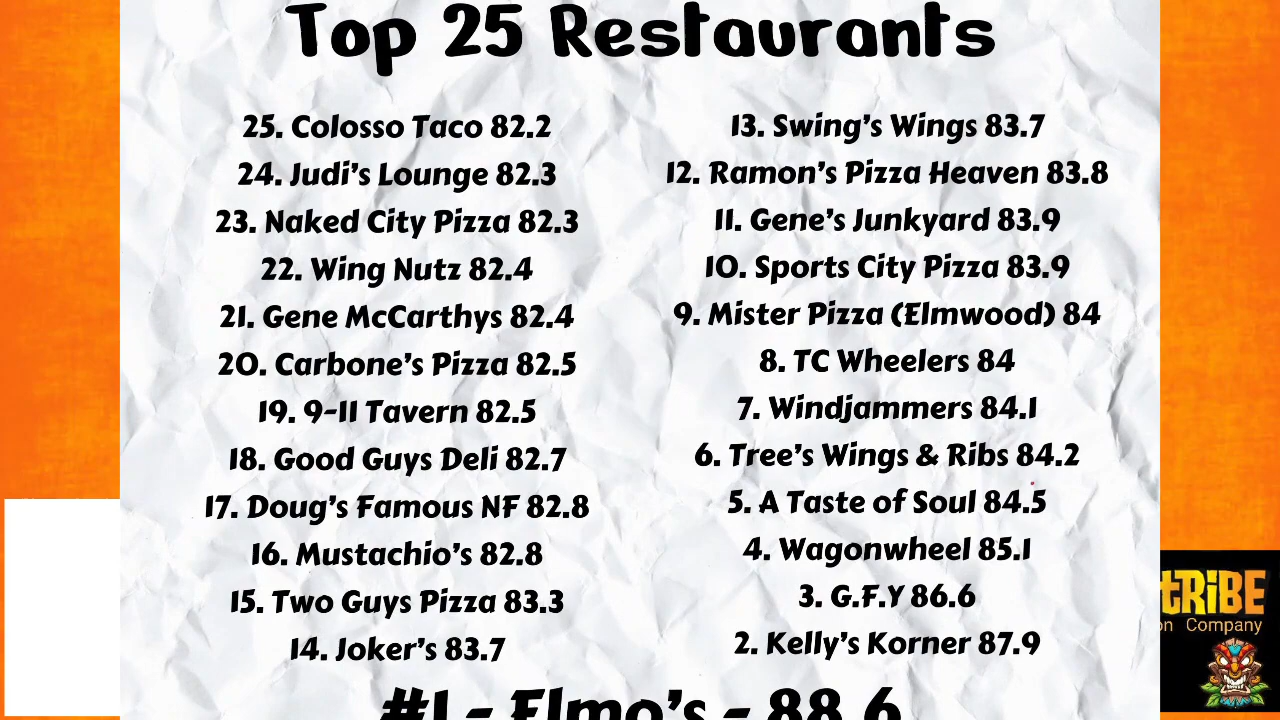 Top 25 Restaurants
25. Colosso Taco 82.2
24. Judi's Lounge 82.3
23. Naked City Pizza 82.3
22. Wing Nutz 82.4
21. Gene McCarthys 82.4
20. Carbone's Pizza 82.5
19. 9-11 Tavern 82.5
18. Good Guys Deli 82.7
17. Doug's Famous NF 82.8
16. Mustachio's 82.8
15. Two Guys Pizza 83.3
14. Joker's 83.7
13. Swing's Wings 83.7
12. Ramon's Pizza Heaven 83.8
11. Gene's Junkyard 83.9
10. Sports City Pizza 83.9
9. Mister Pizza (Elmwood) 84
8. TC Wheelers 84
7. Windjammers 84.1
6. Tree's Wings & Ribs 84.2
5. A Taste of Soul 84.5
4. Wagonwheel 85.1
3. G.F.Y 86.6
2. Kelly's Korner 87.9
#1 - Elmo's - 88.6
tRiBE
on Company